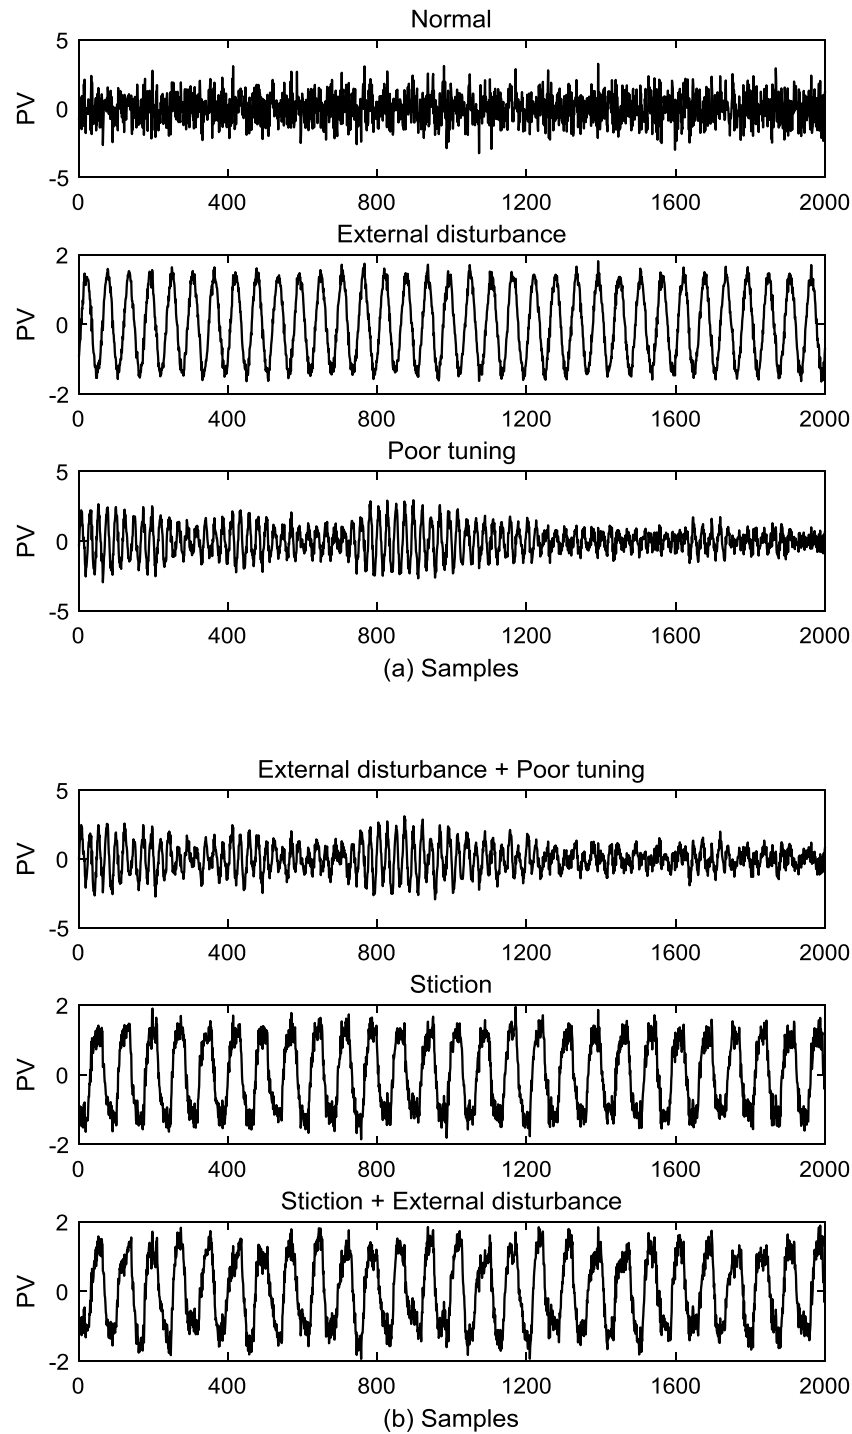 Normal
5
PV
0
-5
0 400 800 1200 1600 2000
External disturbance
2
PV
0
-2
0 400 800 1200 1600 2000
Poor tuning
5
PV
0
-5
0 400 800 1200 1600 2000
(a) Samples
External disturbance + Poor tuning
5
PV
0
-5
0 400 800 1200 1600 2000
Stiction
2
PV
0
-2
0 400 800 1200 1600 2000
Stiction + External disturbance
2
PV
0
-2
0 400 800 1200 1600 2000
(b) Samples